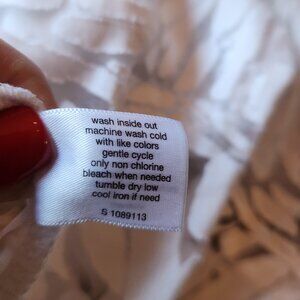 wash inside out
machine wash cold
with like colors
gentle cycle
only non chlorine
bleach when needed
tumble dry low
cool iron if need
S 1089113